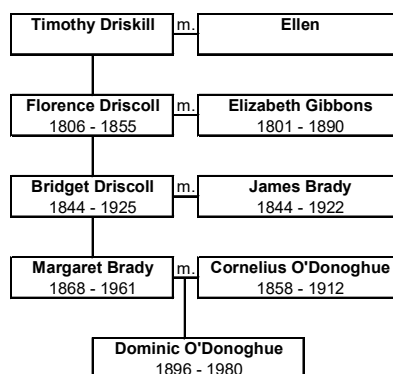 Timothy Driskill m. Ellen
Florence Driscoll m. Elizabeth Gibbons
1806 - 1855 1801 - 1890
Bridget Driscoll m. James Brady
1844 - 1925 1844 - 1922
Margaret Brady m. Cornelius O'Donoghue
1868 - 1961 1858 - 1912
Dominic O'Donoghue
1896 - 1980